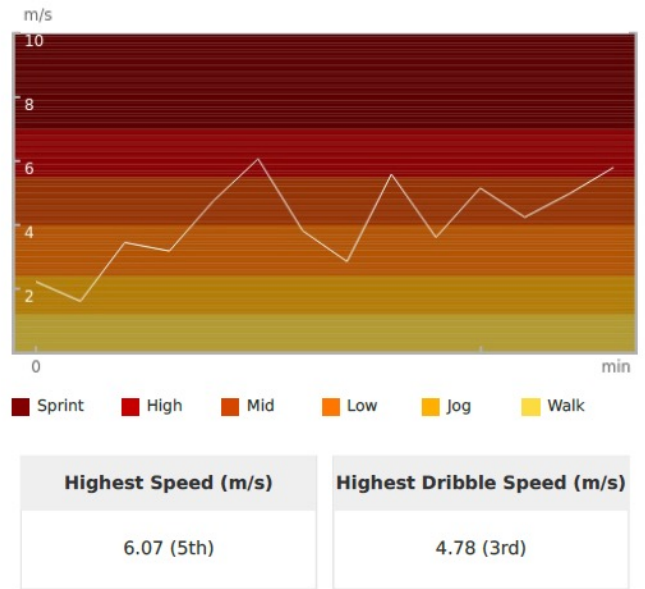 m/s
10
8
6
4
2
0 min
Sprint High Mid Low Jog Walk
Highest Speed (m/s) Highest Dribble Speed (m/s)
6.07 (5th) 4.78 (3rd)